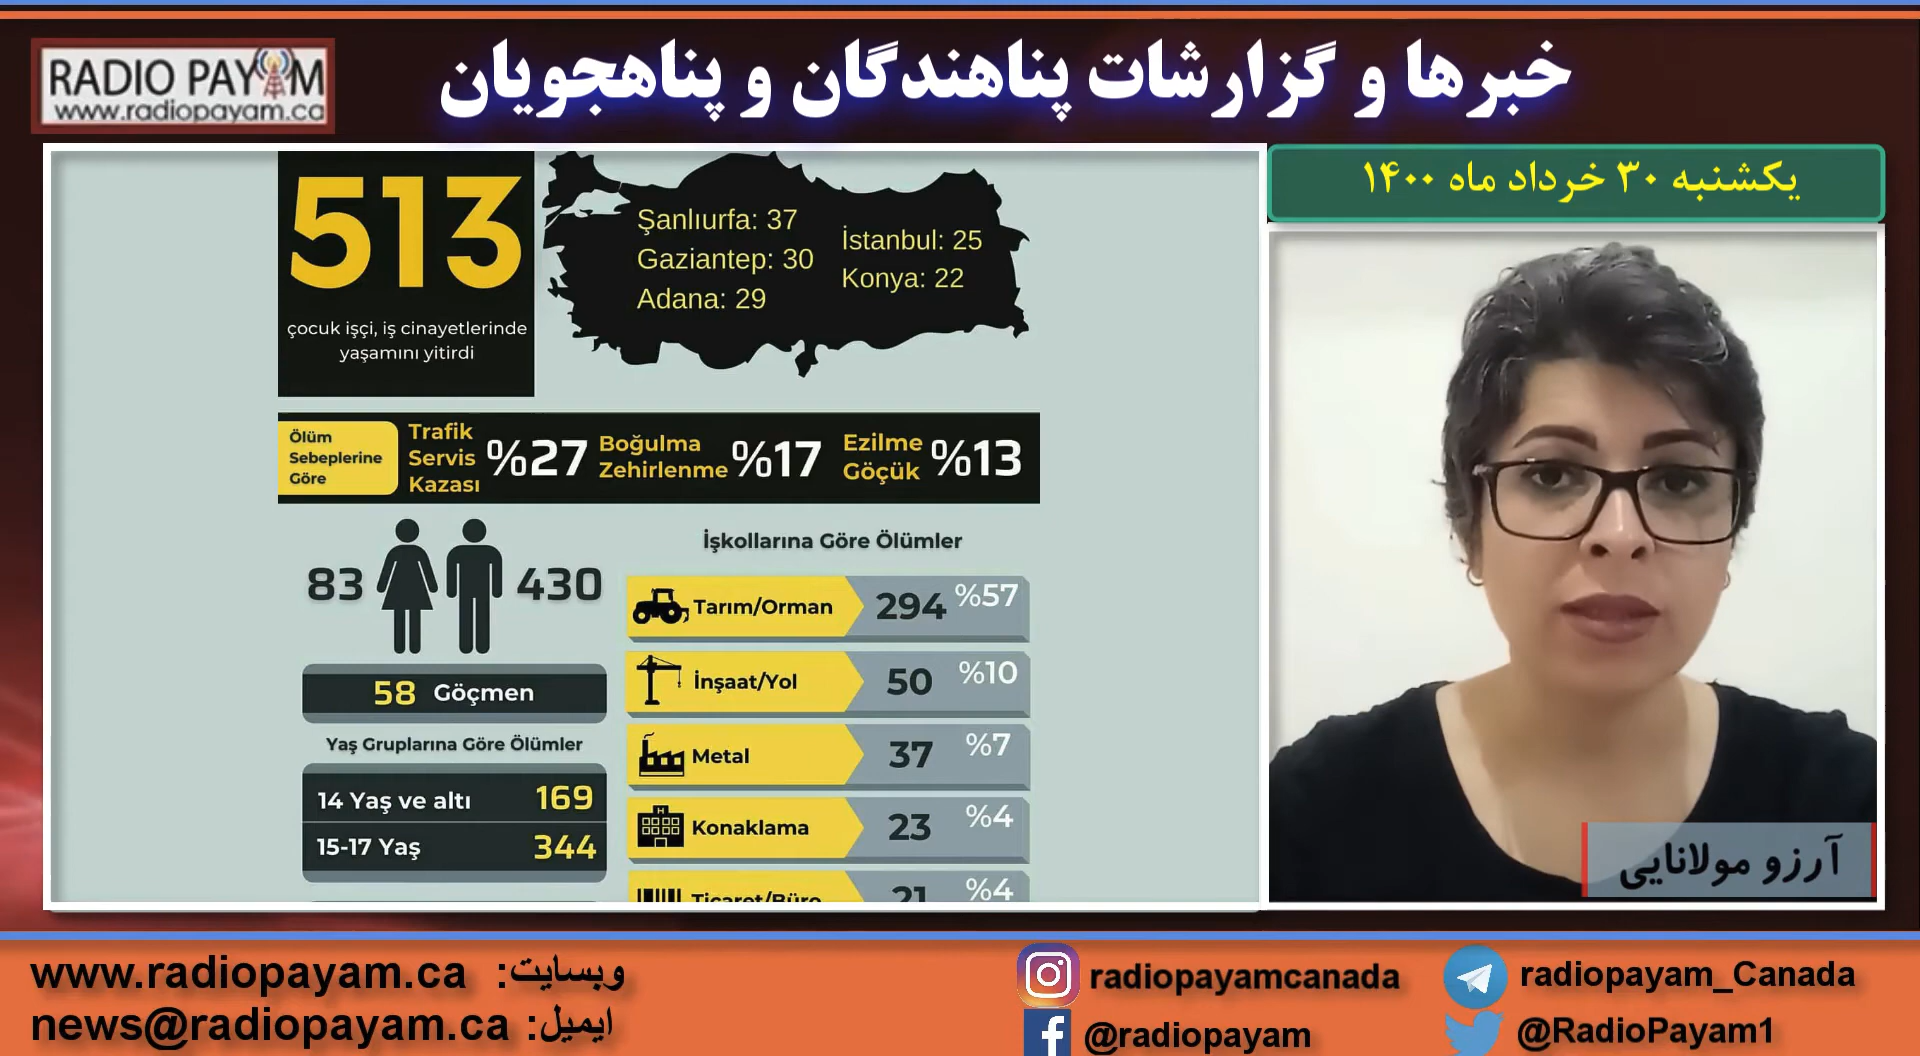 RADIO PAYAM
www.radiopayam.ca
خبرها و گزارشات پناهندگان و پناهجویان
یکشنبه ۳۰ خرداد ماه ۱۴۰۰
513
çocuk işçi, iş cinayetlerinde
yaşamını yitirdi
Şanlıurfa: 37
Gaziantep: 30
Adana: 29
İstanbul: 25
Konya: 22
Ölüm
Sebeplerine
Göre
Trafik
Servis
Kazası
%27
Boğulma
Zehirlenme
%17
Ezilme
Göçük
%13
83
430
58 Göçmen
Yaş Gruplarına Göre Ölümler
14 Yaş ve altı 169
15-17 Yaş 344
İşkollarına Göre Ölümler
Tarım/Orman 294 %57
İnşaat/Yol 50 %10
Metal 37 %7
Konaklama 23 %4
Ticaret/Büro 21 %4
آرزو مولانایی
وبسایت: www.radiopayam.ca
ایمیل: news@radiopayam.ca
radiopayamcanada
@radiopayam
radiopayam_Canada
@RadioPayam1